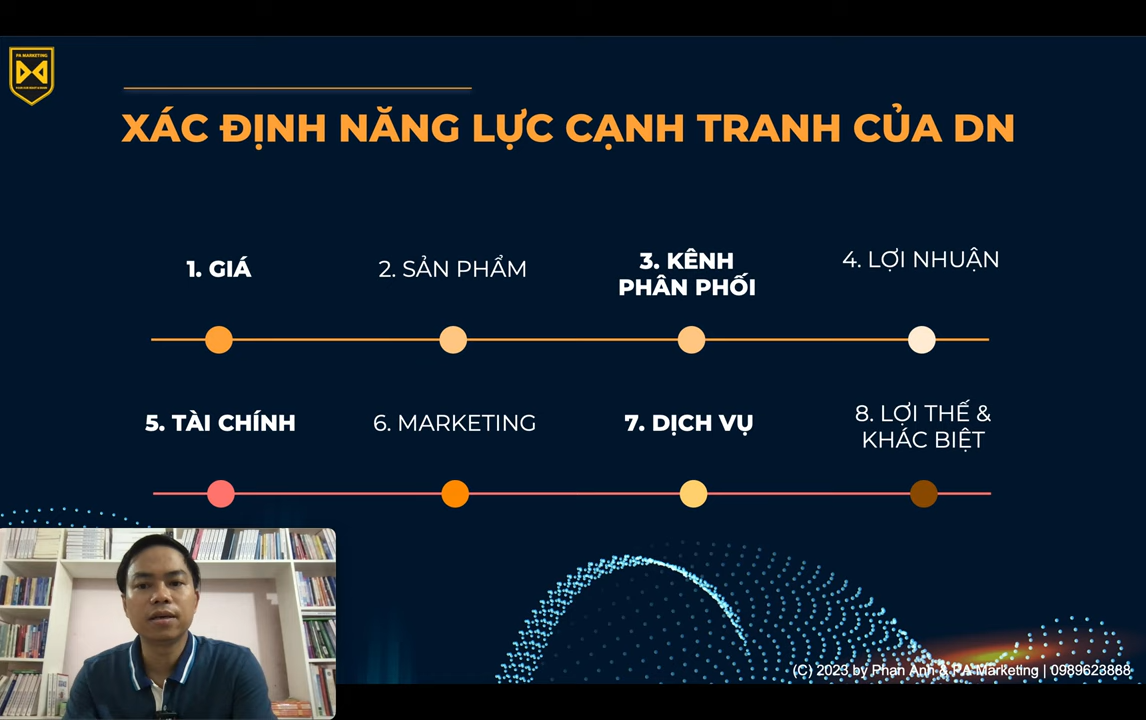 PA MARKETING
XÁC ĐỊNH NĂNG LỰC CẠNH TRANH CỦA DN
1. GIÁ
2. SẢN PHẨM
3. KÊNH
PHÂN PHỐI
4. LỢI NHUẬN
5. TÀI CHÍNH
6. MARKETING
7. DỊCH VỤ
8. LỢI THẾ &
KHÁC BIỆT
(C) 2023 by Phan Anh & PA Marketing | 0989623888